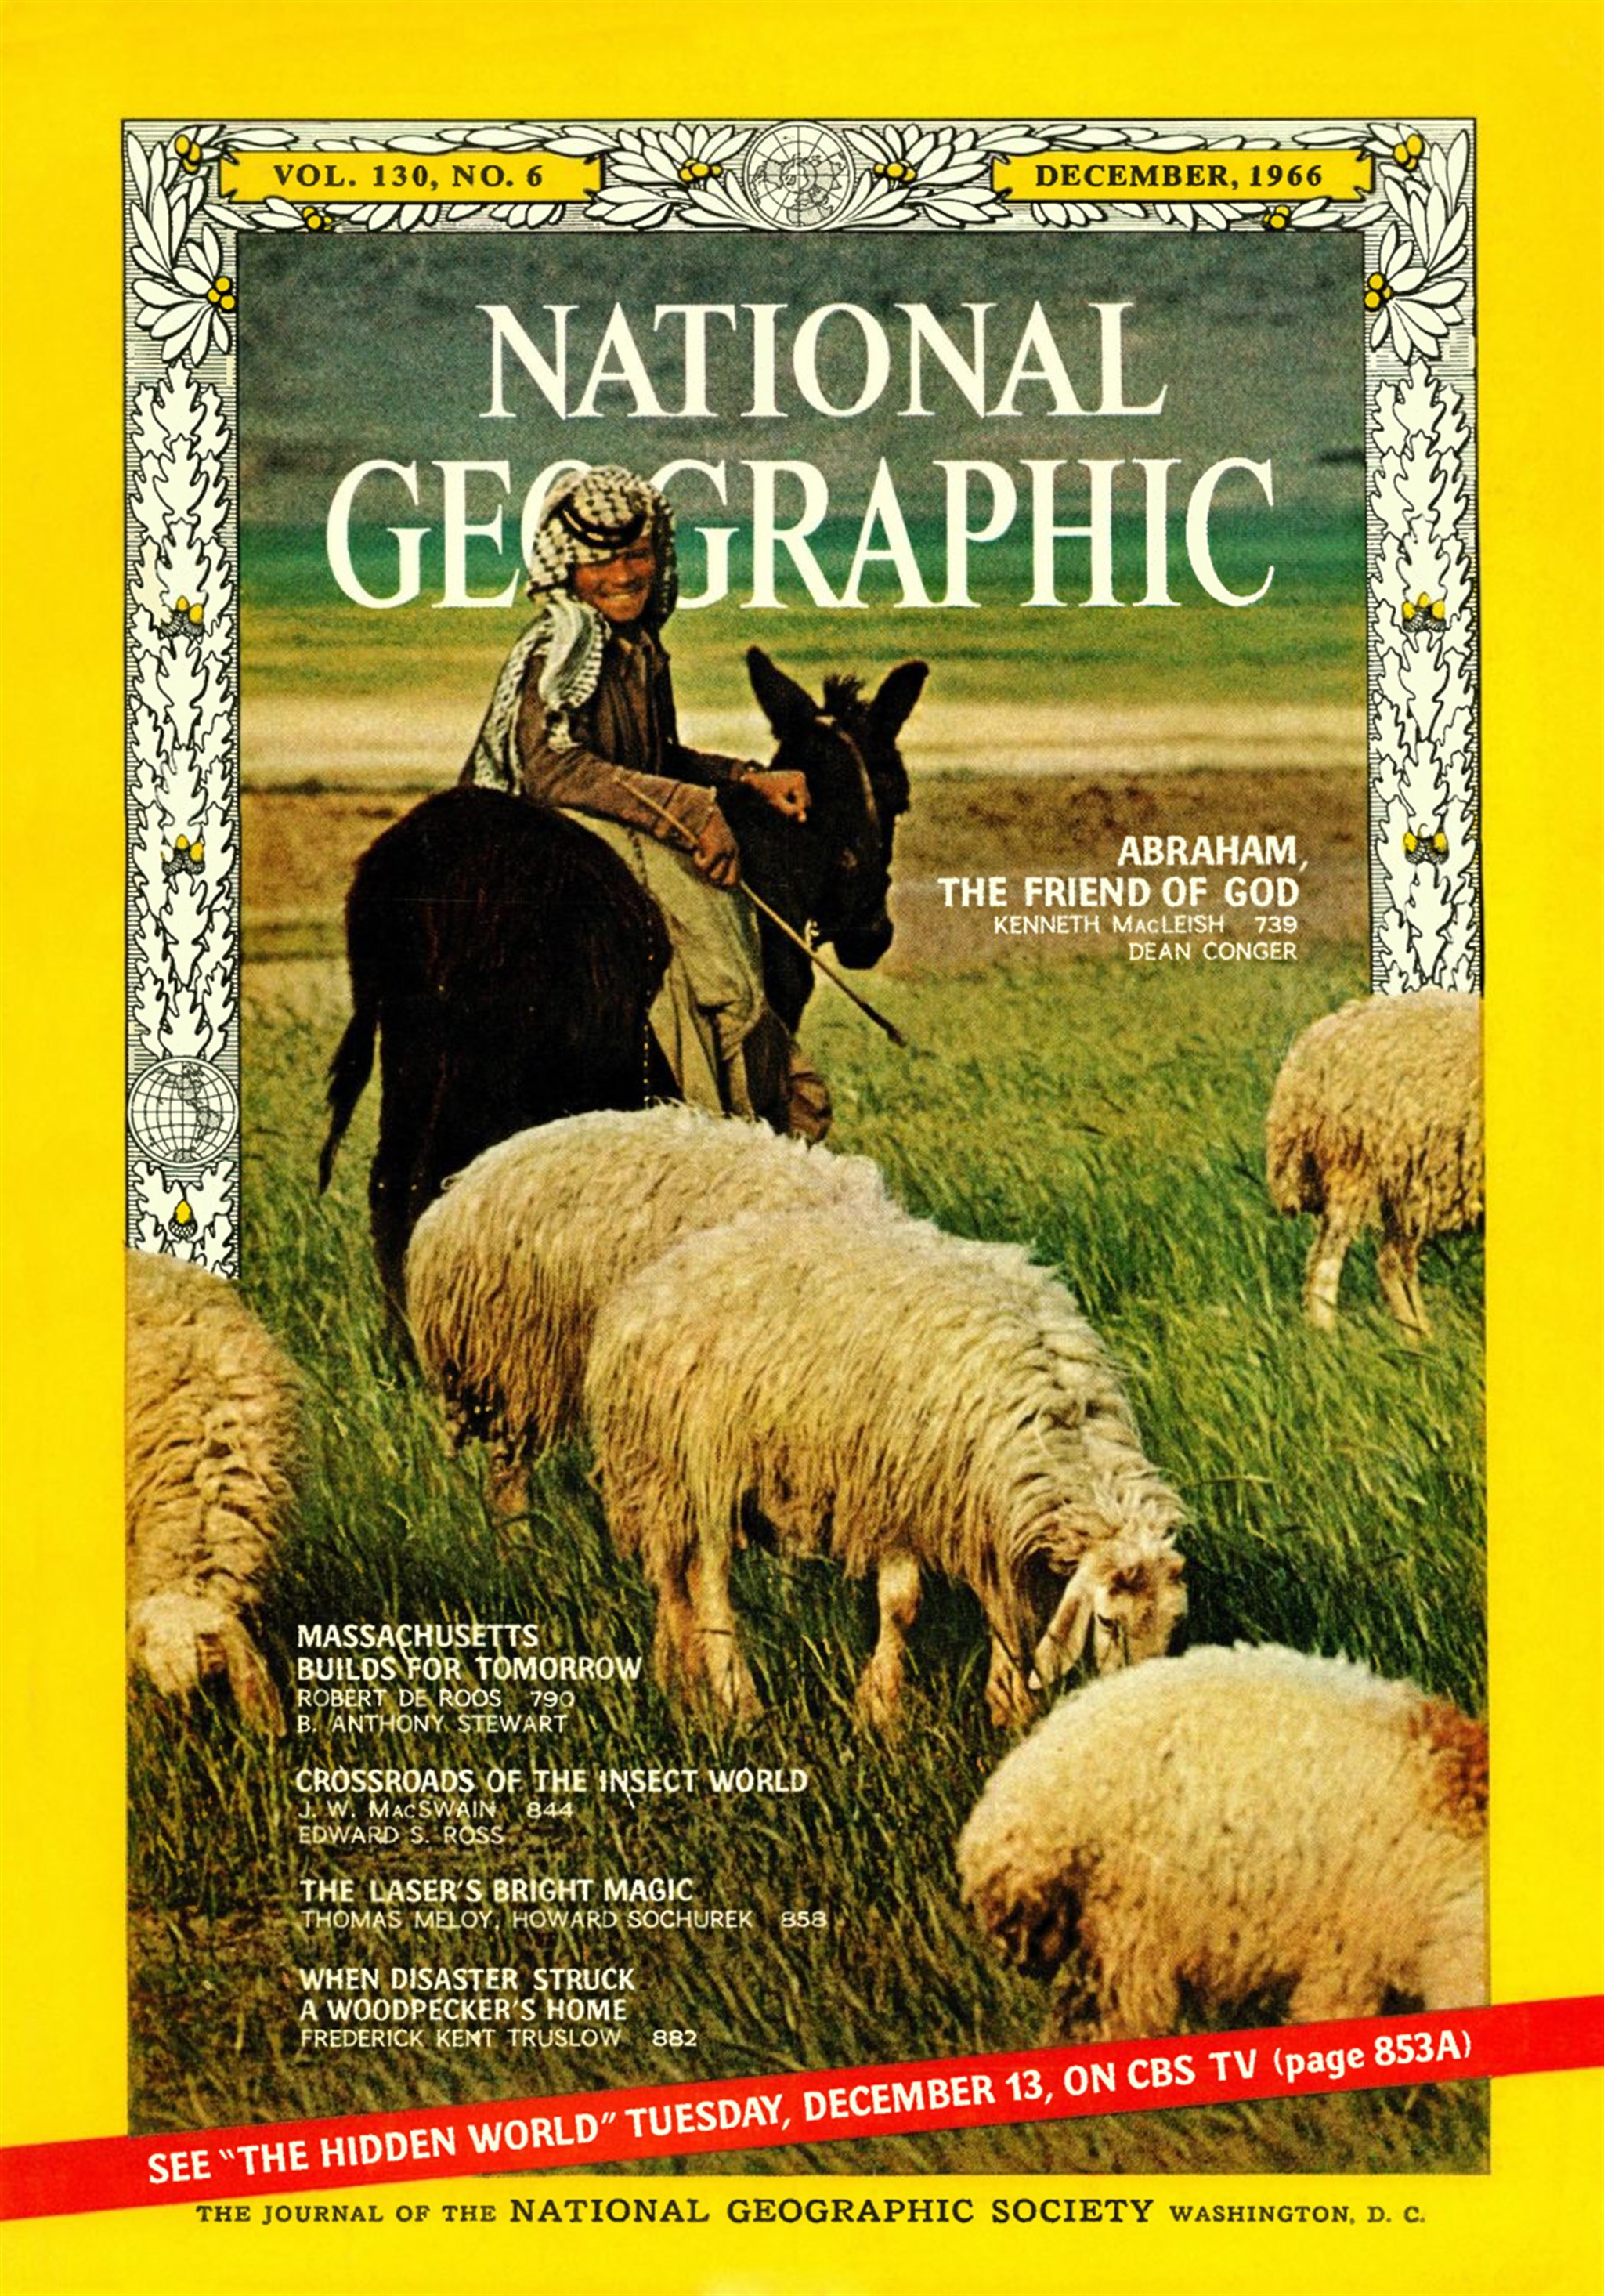 VOL. 130, NO. 6
DECEMBER, 1966
NATIONAL
GEOGRAPHIC
ABRAHAM,
THE FRIEND OF GOD
KENNETH MacLEISH 739
DEAN CONGER
MASSACHUSETTS
BUILDS FOR TOMORROW
ROBERT DE ROOS 790
B. ANTHONY STEWART
CROSSROADS OF THE INSECT WORLD
J. W. MacSWAIN 844
EDWARD S. ROSS
THE LASER'S BRIGHT MAGIC
THOMAS MELOY, HOWARD SOCHUREK 858
WHEN DISASTER STRUCK
A WOODPECKER'S HOME
FREDERICK KENT TRUSLOW 882
SEE "THE HIDDEN WORLD" TUESDAY, DECEMBER 13, ON CBS TV (page 853A)
THE JOURNAL OF THE NATIONAL GEOGRAPHIC SOCIETY WASHINGTON, D. C.